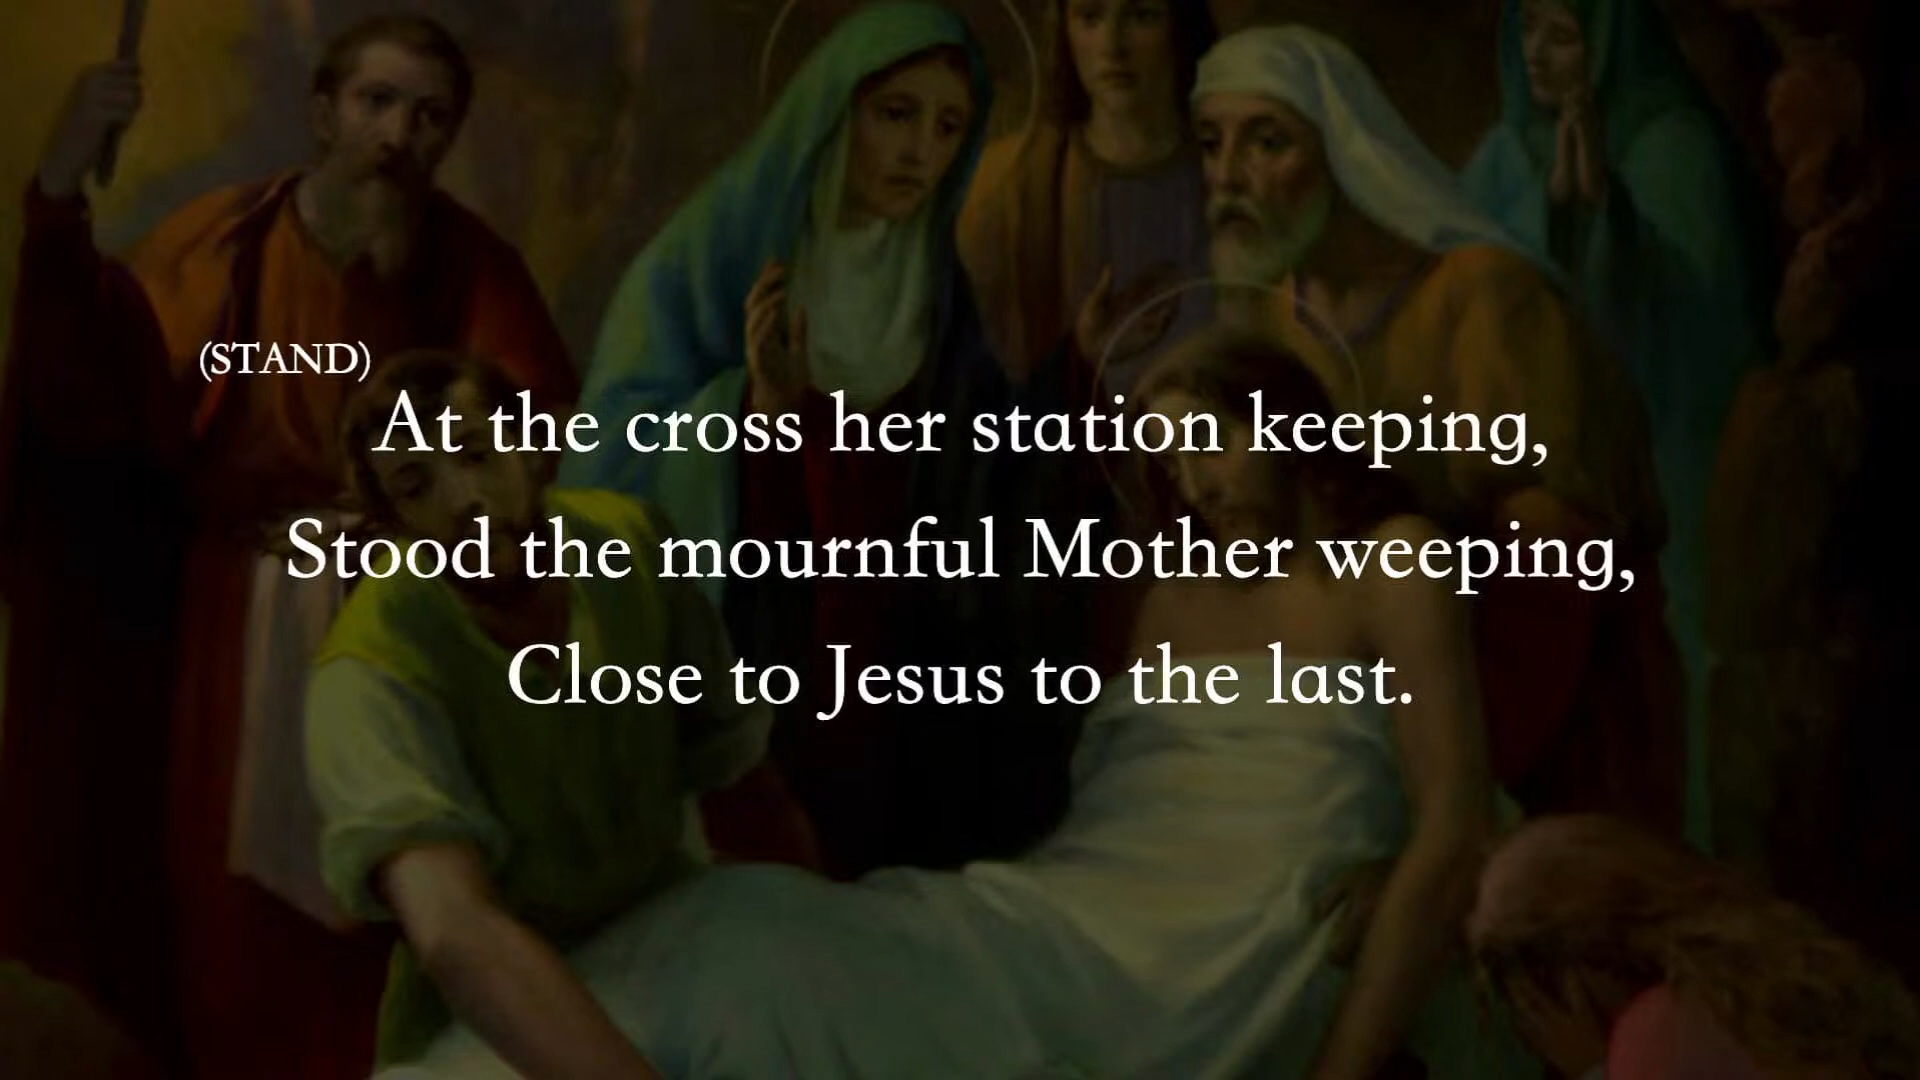 (STAND)
At the cross her station keeping,
Stood the mournful Mother weeping,
Close to Jesus to the last.